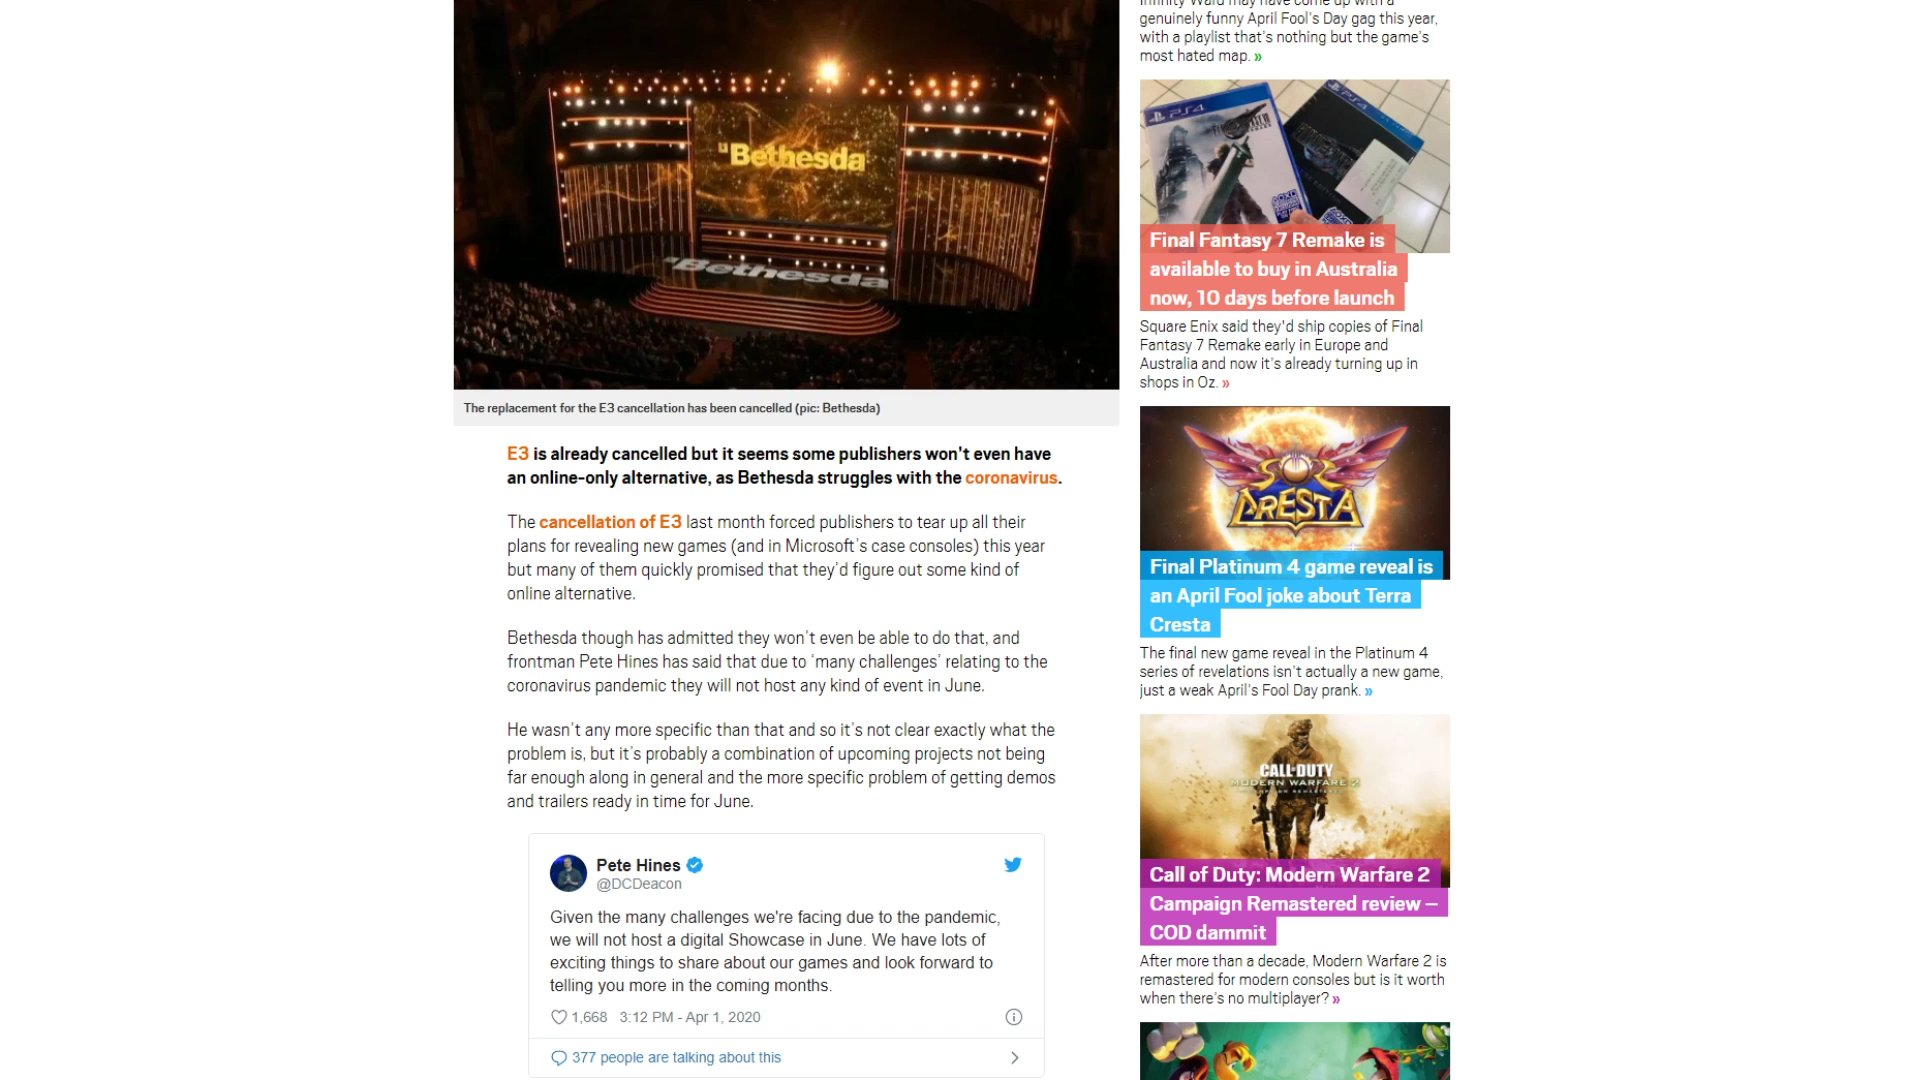 Bethesda
Bethesda
The replacement for the E3 cancellation has been cancelled (pic: Bethesda)
E3 is already cancelled but it seems some publishers won't even have
an online-only alternative, as Bethesda struggles with the coronavirus.
The cancellation of E3 last month forced publishers to tear up all their
plans for revealing new games (and in Microsoft's case consoles) this year
but many of them quickly promised that they'd figure out some kind of
online alternative.
Bethesda though has admitted they won't even be able to do that, and
frontman Pete Hines has said that due to 'many challenges' relating to the
coronavirus pandemic they will not host any kind of event in June.
He wasn't any more specific than that and so it's not clear exactly what the
problem is, but it's probably a combination of upcoming projects not being
far enough along in general and the more specific problem of getting demos
and trailers ready in time for June.
Pete Hines
@DCDeacon
Given the many challenges we're facing due to the pandemic,
we will not host a digital Showcase in June. We have lots of
exciting things to share about our games and look forward to
telling you more in the coming months.
1,668 3:12 PM - Apr 1, 2020
377 people are talking about this
Infinity Ward may have come up with a
genuinely funny April Fool's Day gag this year,
with a playlist that's nothing but the game's
most hated map. »
PS4
PS4
Final Fantasy 7 Remake is
available to buy in Australia
now, 10 days before launch
Square Enix said they'd ship copies of Final
Fantasy 7 Remake early in Europe and
Australia and now it's already turning up in
shops in Oz. »
SOL
CRESTA
Final Platinum 4 game reveal is
an April Fool joke about Terra
Cresta
The final new game reveal in the Platinum 4
series of revelations isn't actually a new game,
just a weak April's Fool Day prank. »
CALL OF DUTY
MODERN WARFARE 2
CAMPAIGN REMASTERED
Call of Duty: Modern Warfare 2
Campaign Remastered review –
COD dammit
After more than a decade, Modern Warfare 2 is
remastered for modern consoles but is it worth
when there's no multiplayer? »